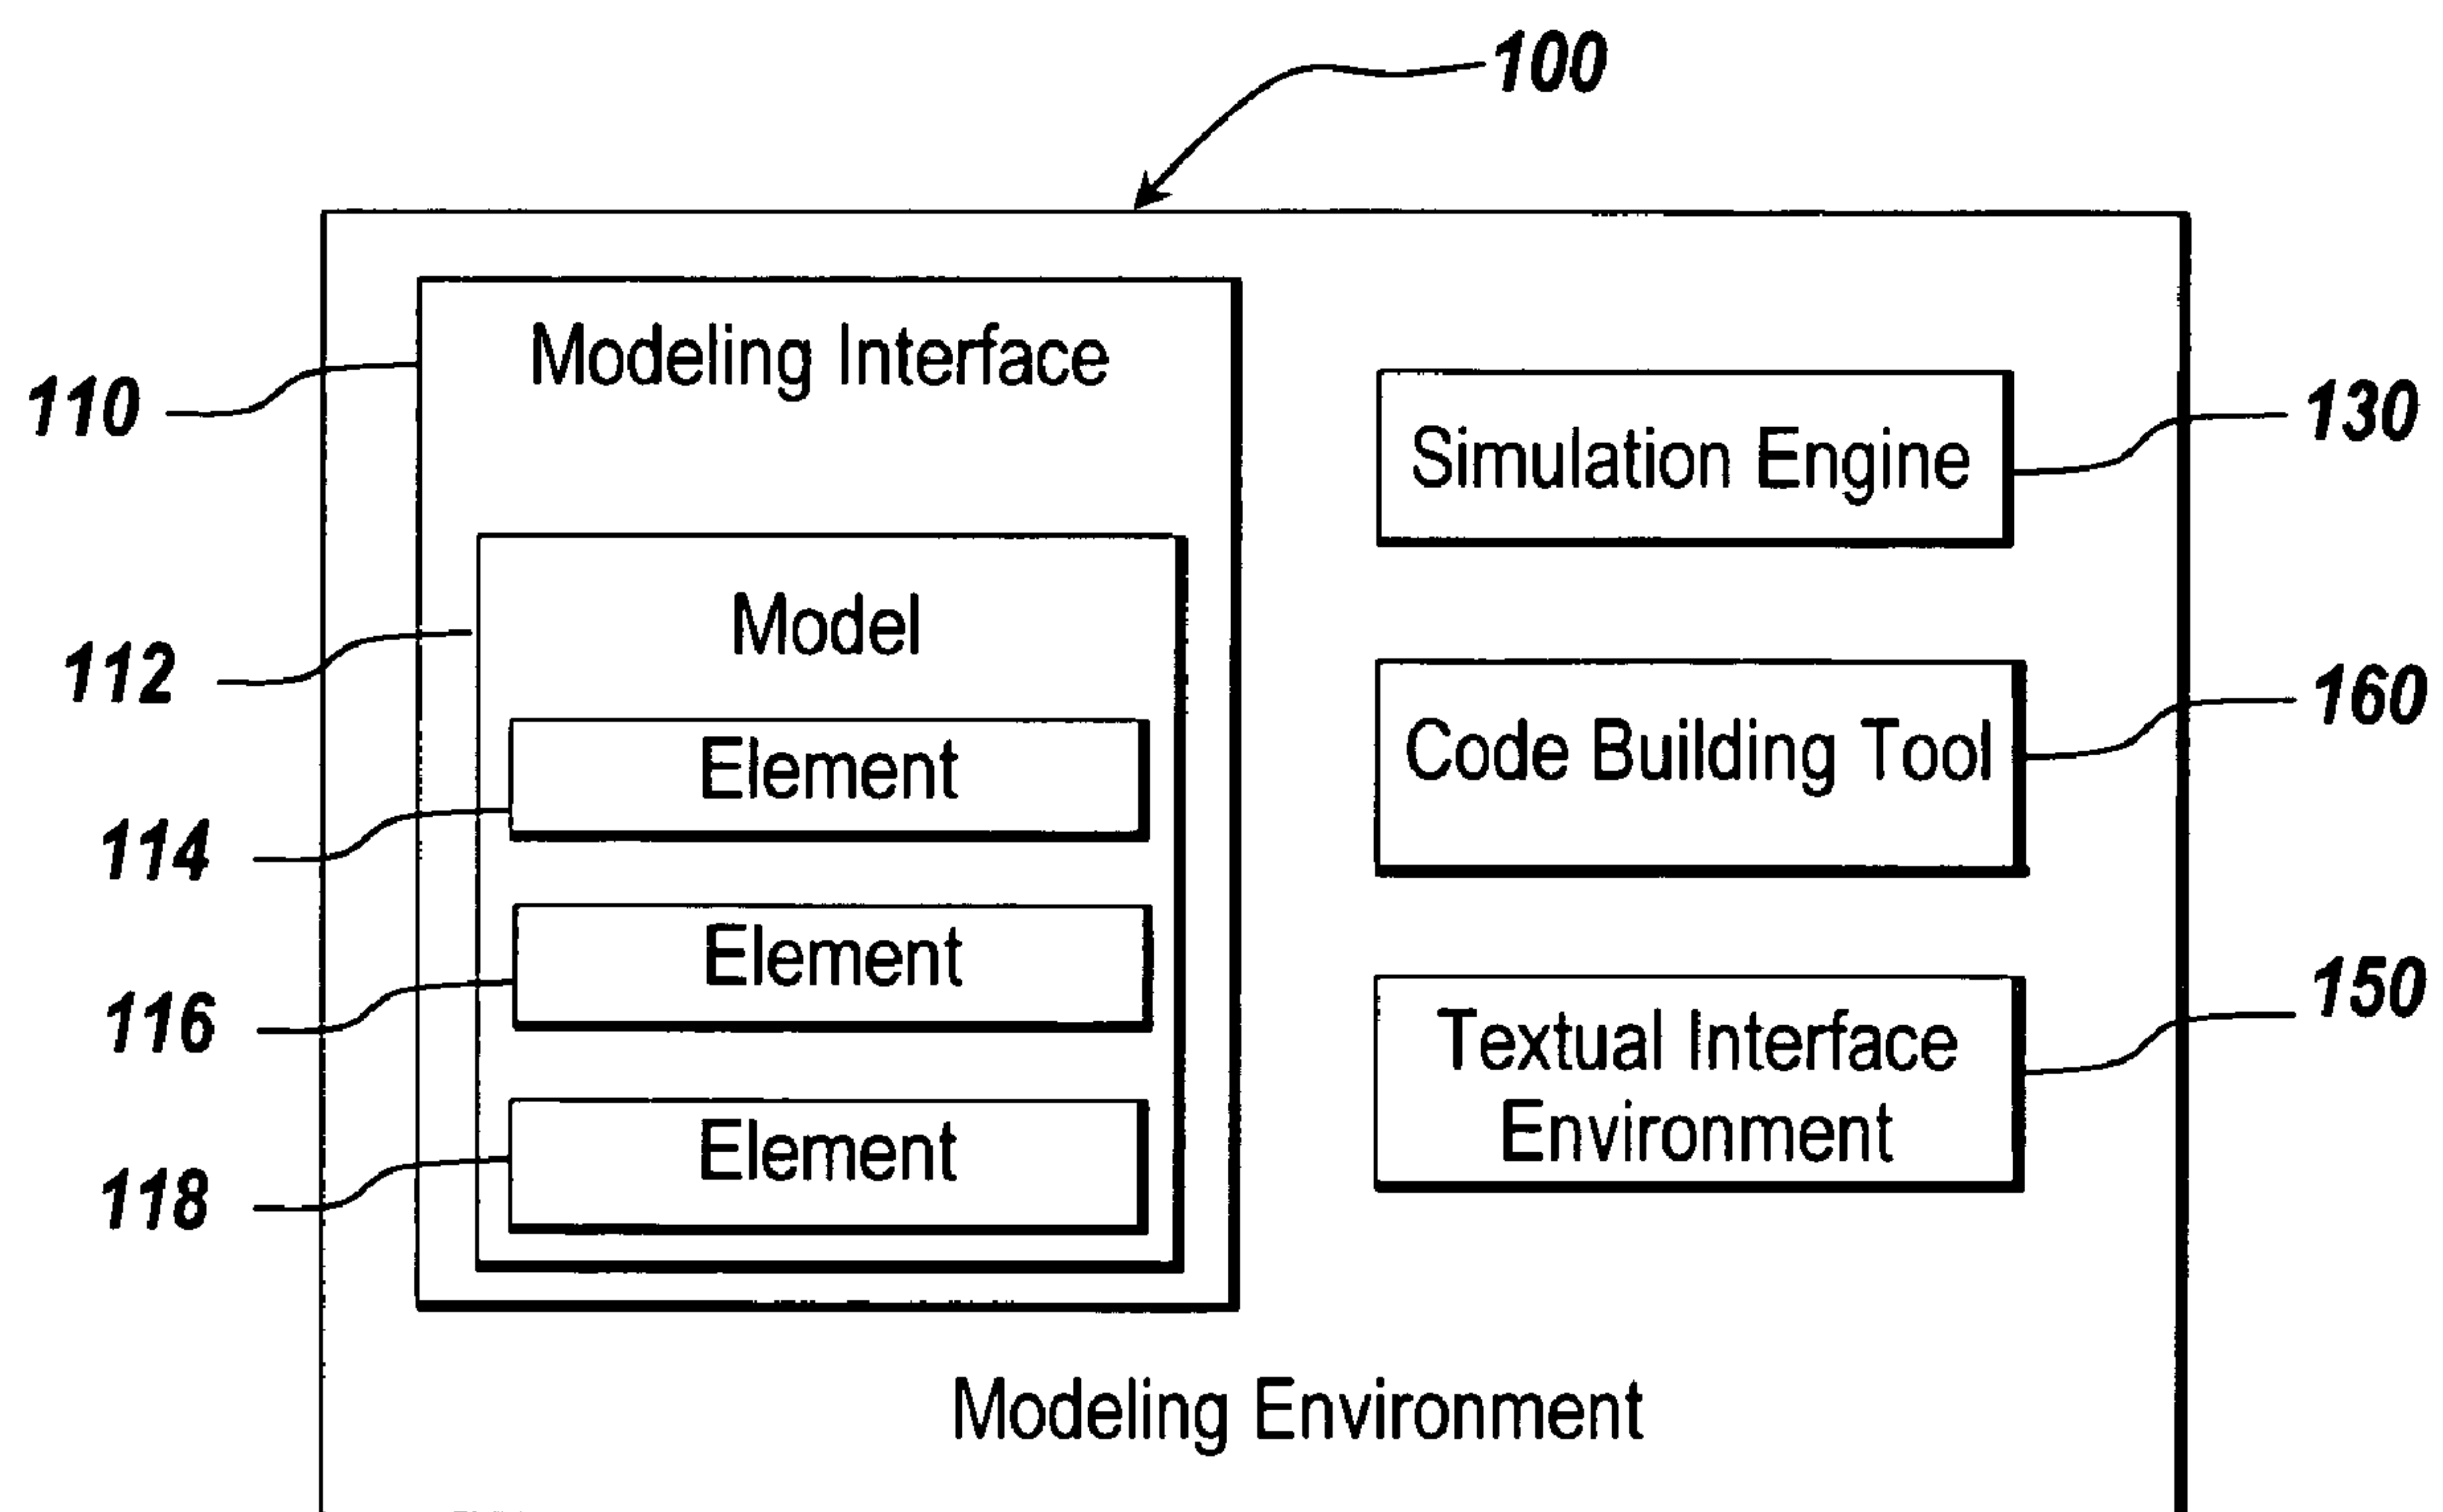 100
Modeling Interface
110
130
Simulation Engine
Model
112
160
Code Building Tool
Element
114
Element
116
150
Textual Interface
Environment
Element
118
Modeling Environment